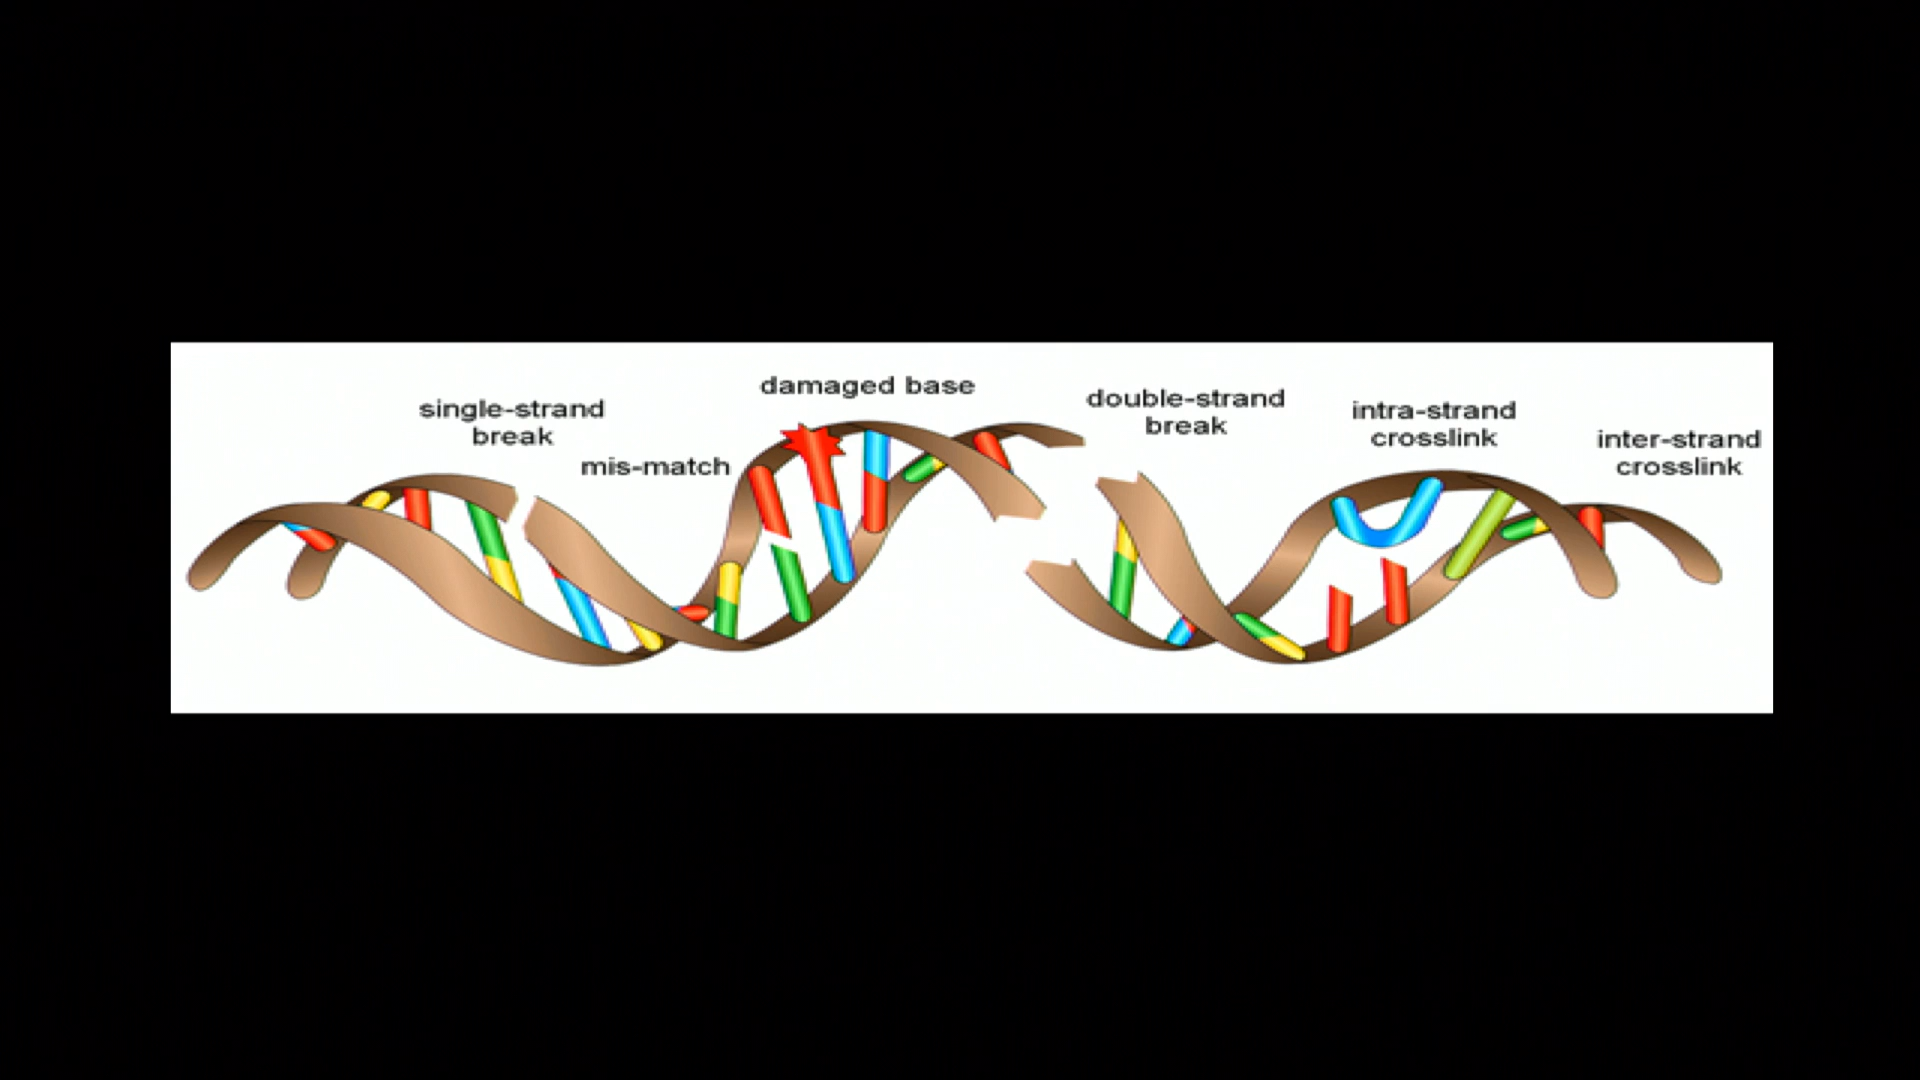 single-strand
break
mis-match
damaged base
double-strand
break
intra-strand
crosslink
inter-strand
crosslink